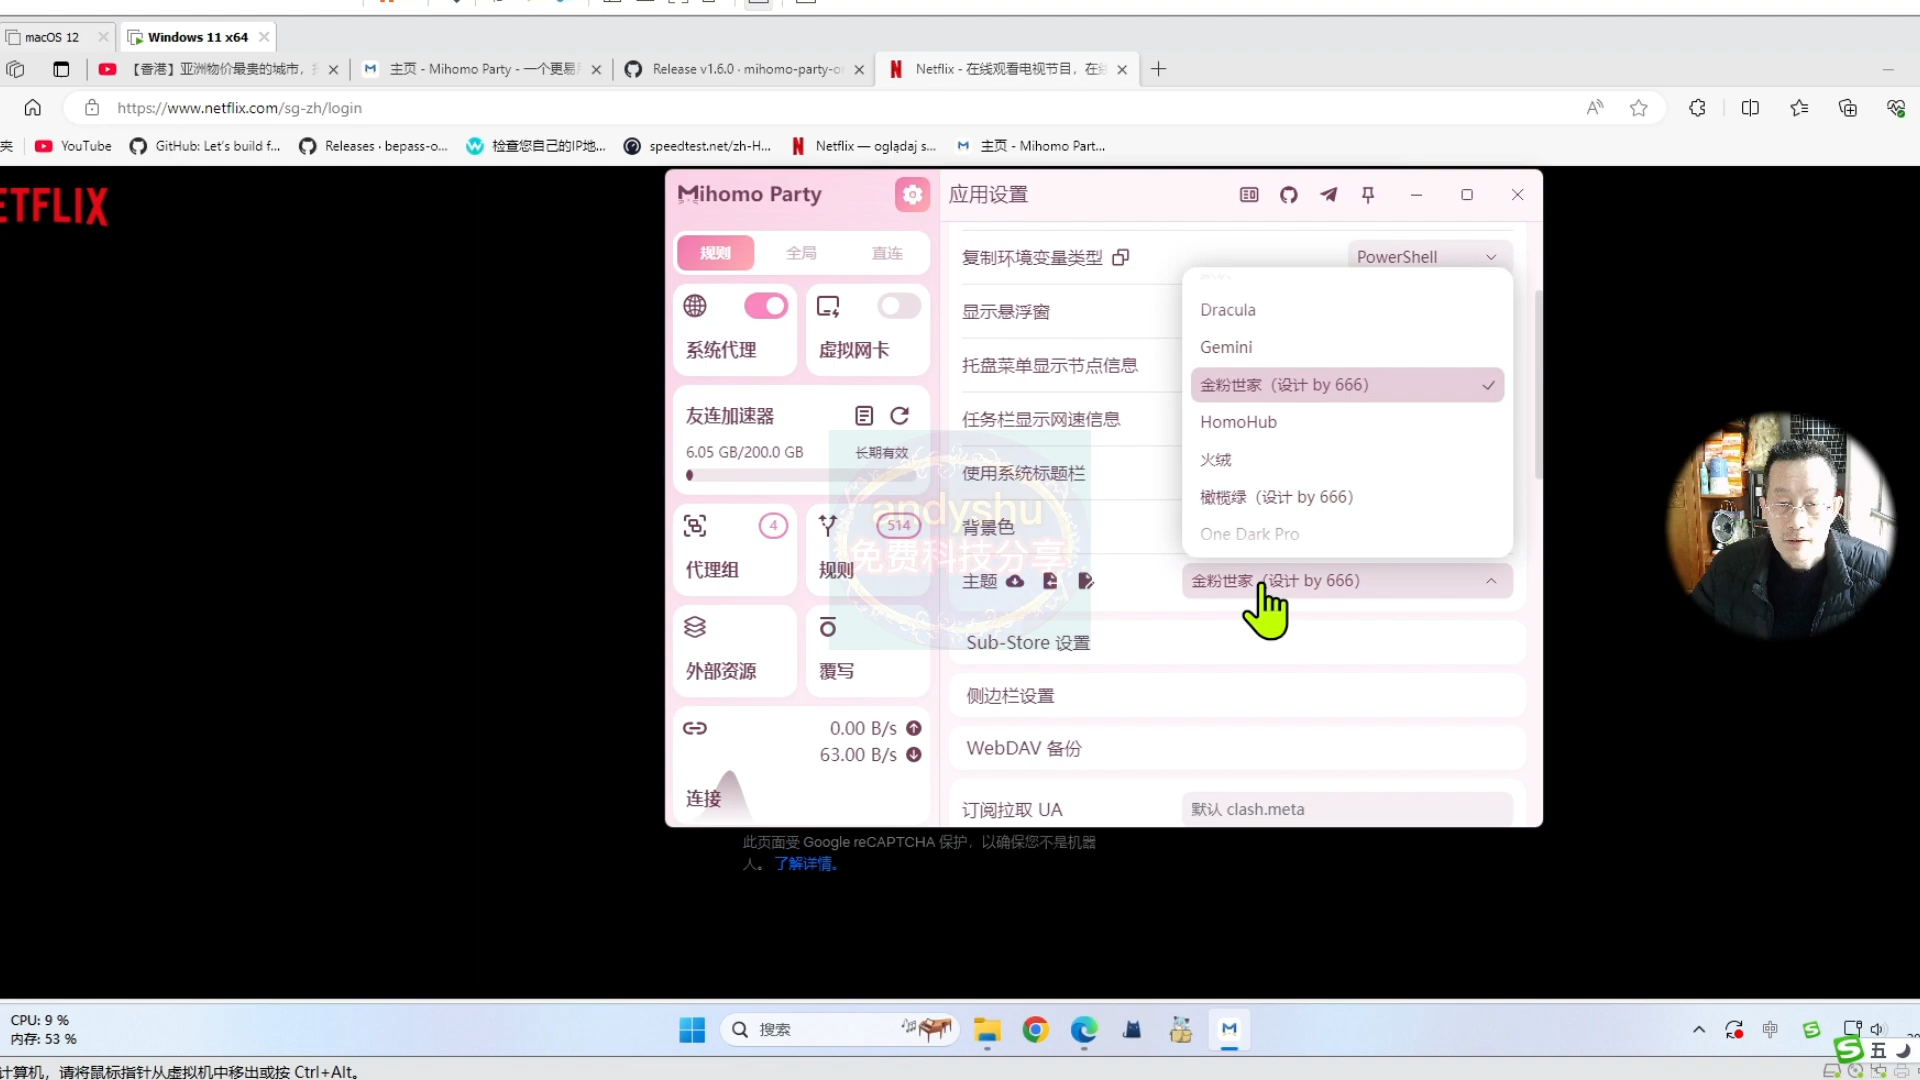 macOS 12
Windows 11 x64
【香港】亚洲物价最贵的城市，
主页 - Mihomo Party - 一个更易
Release v1.6.0 · mihomo-party-or
Netflix - 在线观看电视节目，在线
https://www.netflix.com/sg-zh/login
夹
YouTube
GitHub: Let's build f...
Releases · bepass-o...
检查您自己的IP地...
speedtest.net/zh-H...
Netflix — oglądaj s...
主页 - Mihomo Part...
ETFLIX
Mihomo Party
应用设置
规则
全局
直连
复制环境变量类型
PowerShell
系统代理
虚拟网卡
显示悬浮窗
托盘菜单显示节点信息
任务栏显示网速信息
使用系统标题栏
背景色
Dracula
Gemini
金粉世家（设计 by 666）
HomoHub
火绒
橄榄绿（设计 by 666）
One Dark Pro
友连加速器
6.05 GB/200.0 GB
长期有效
4
代理组
514
规则
andyshu
免费科技分享
主题
金粉世家（设计 by 666）
外部资源
覆写
Sub-Store 设置
侧边栏设置
WebDAV 备份
0.00 B/s
63.00 B/s
连接
订阅拉取 UA
默认 clash.meta
此页面受 Google reCAPTCHA 保护，以确保您不是机器
人。 了解详情。
CPU: 9 %
内存: 53 %
搜索
中
五
计算机，请将鼠标指针从虚拟机中移出或按 Ctrl+Alt。